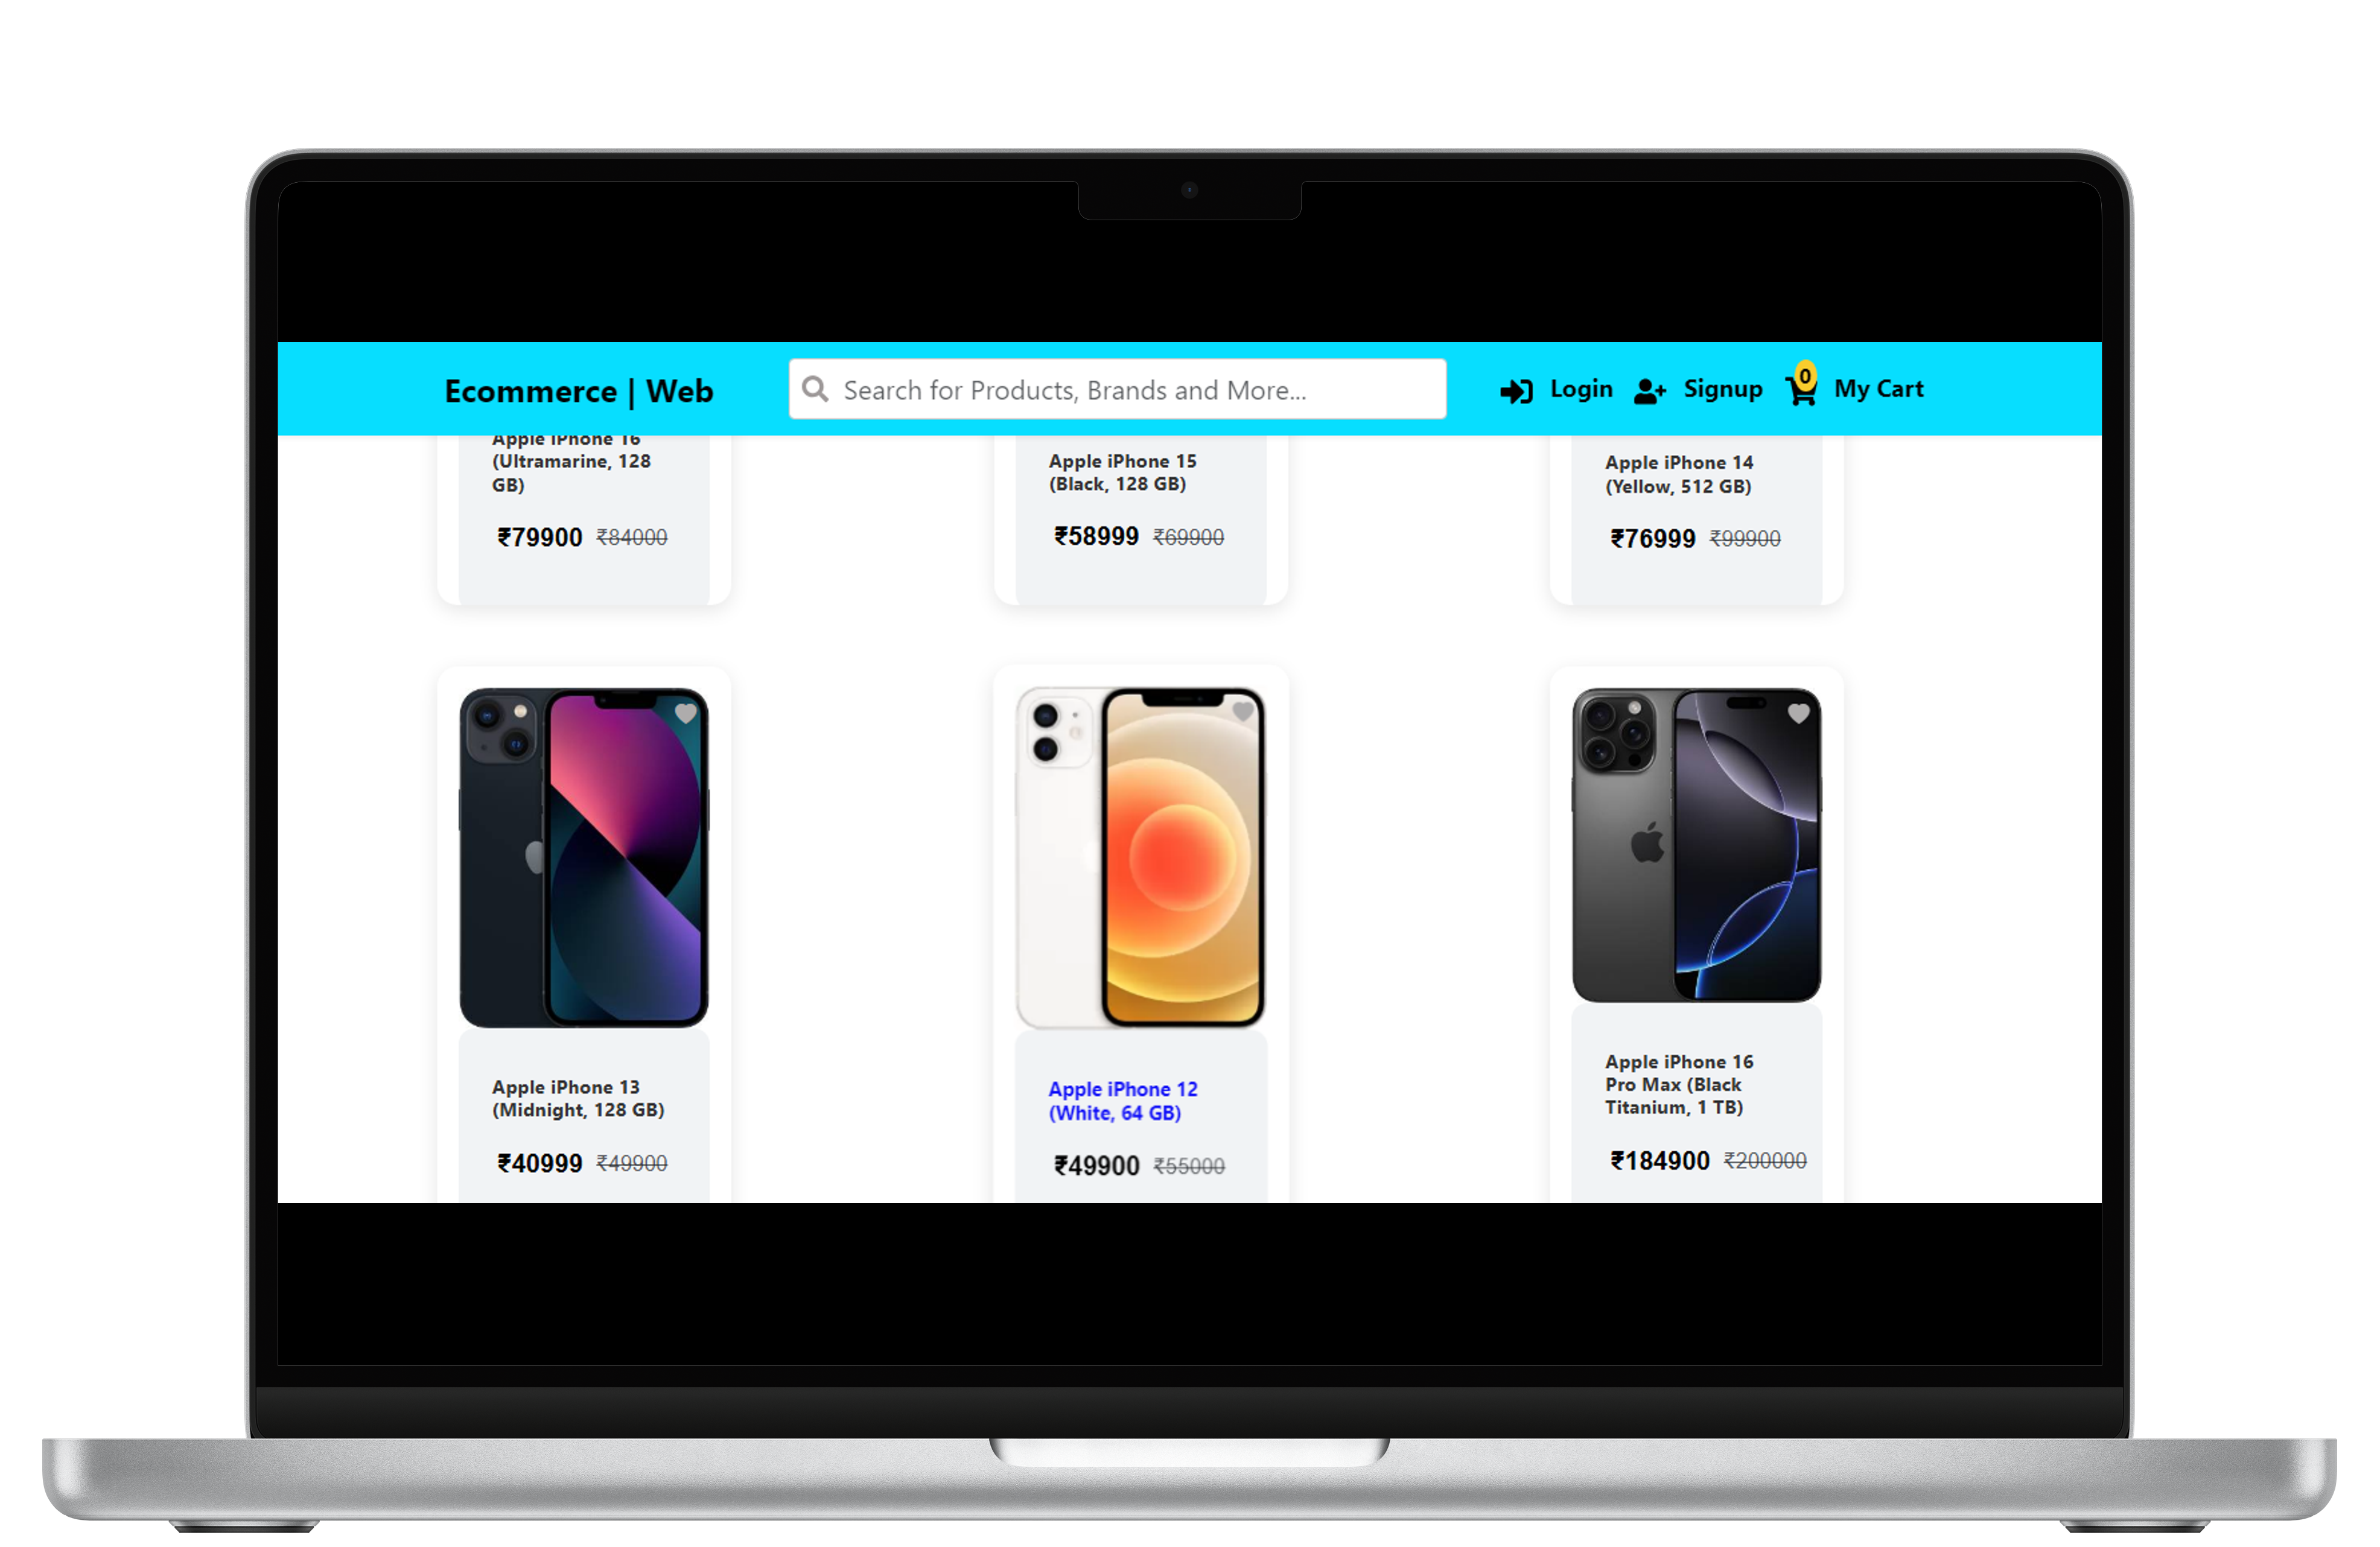 Ecommerce | Web
Search for Products, Brands and More...
Login
Signup
0
My Cart
Apple iPhone 16
(Ultramarine, 128
GB)
₹79900 ₹84000
Apple iPhone 15
(Black, 128 GB)
₹58999 ₹69900
Apple iPhone 14
(Yellow, 512 GB)
₹76999 ₹99900
Apple iPhone 13
(Midnight, 128 GB)
₹40999 ₹49900
Apple iPhone 12
(White, 64 GB)
₹49900 ₹55000
Apple iPhone 16
Pro Max (Black
Titanium, 1 TB)
₹184900 ₹200000